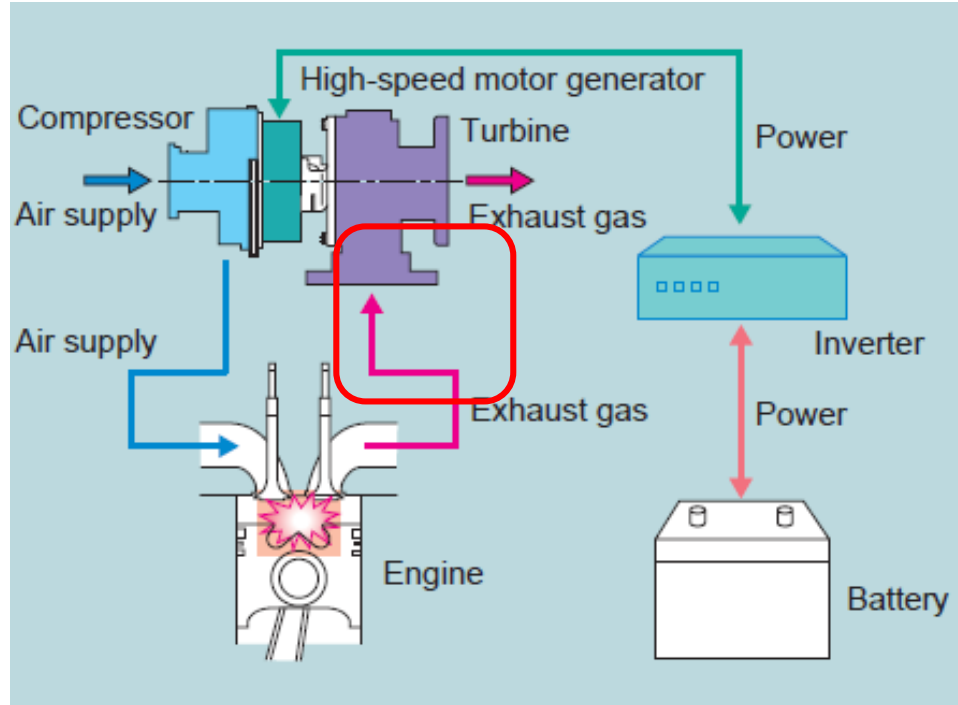 High-speed motor generator
Compressor
Turbine
Power
Air supply
Exhaust gas
Air supply
Inverter
Exhaust gas
Power
Engine
Battery